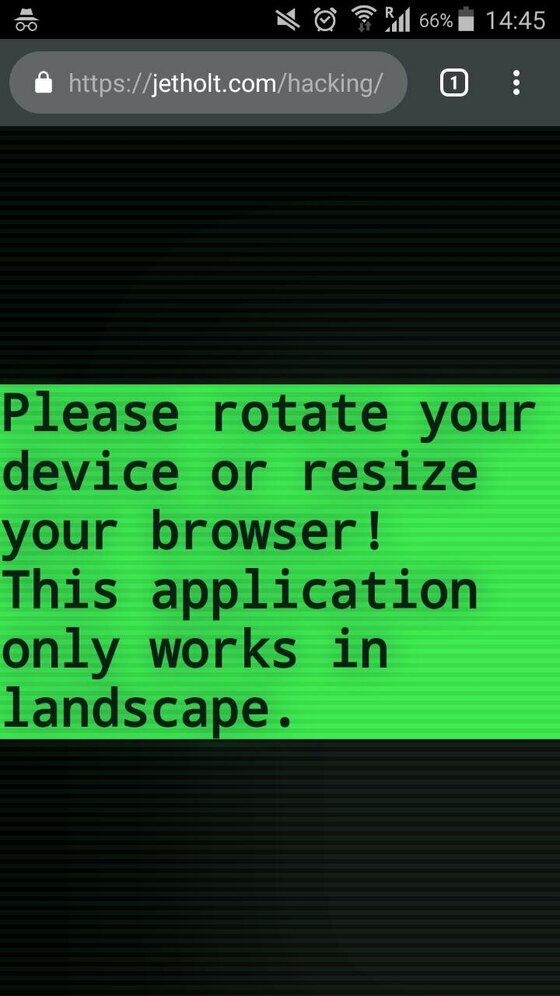 R 66% 14:45
https://jetholt.com/hacking/ 1
Please rotate your
device or resize
your browser!
This application
only works in
landscape.